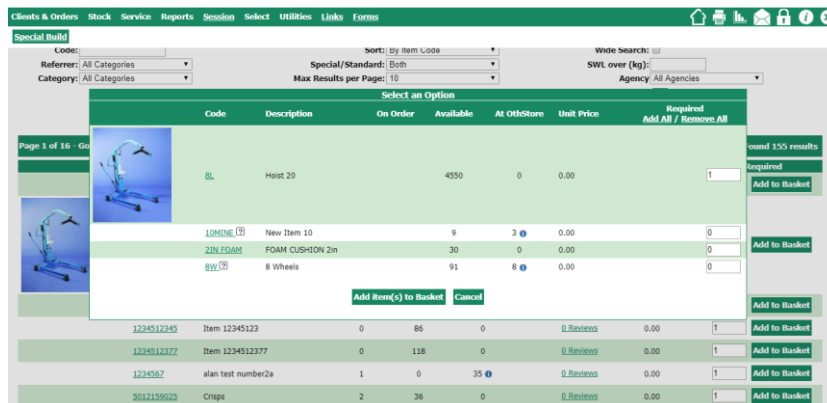 Clients & Orders Stock Service Reports Session Select Utilities Links Forms
Special Build
Code: Sort: By Item Code Wide Search:
Referrer: All Categories Special/Standard: Both SWL over (kg):
Category: All Categories Max Results per Page: 10 Agency All Agencies
Select an Option
Code Description On Order Available At OthStore Unit Price Required
Add All / Remove All
Page 1 of 16 - Go ound 155 results
Required
8L Hoist 20 4550 0 0.00 1
Add to Basket
10MINE ? New Item 10 9 3 0.00 0
2IN FOAM FOAM CUSHION 2in 30 0 0.00 0
Add to Basket
8W ? 8 Wheels 91 8 0.00 0
Add item(s) to Basket Cancel
Add to Basket
1234512345 Item 12345123 0 86 0 0 Reviews 0.00 1 Add to Basket
1234512377 Item 1234512377 0 118 0 0 Reviews 0.00 1 Add to Basket
1234567 alan test number2a 1 0 35 0 Reviews 0.00 1 Add to Basket
5012159025 Crisps 2 36 0 0 Reviews 0.00 1 Add to Basket